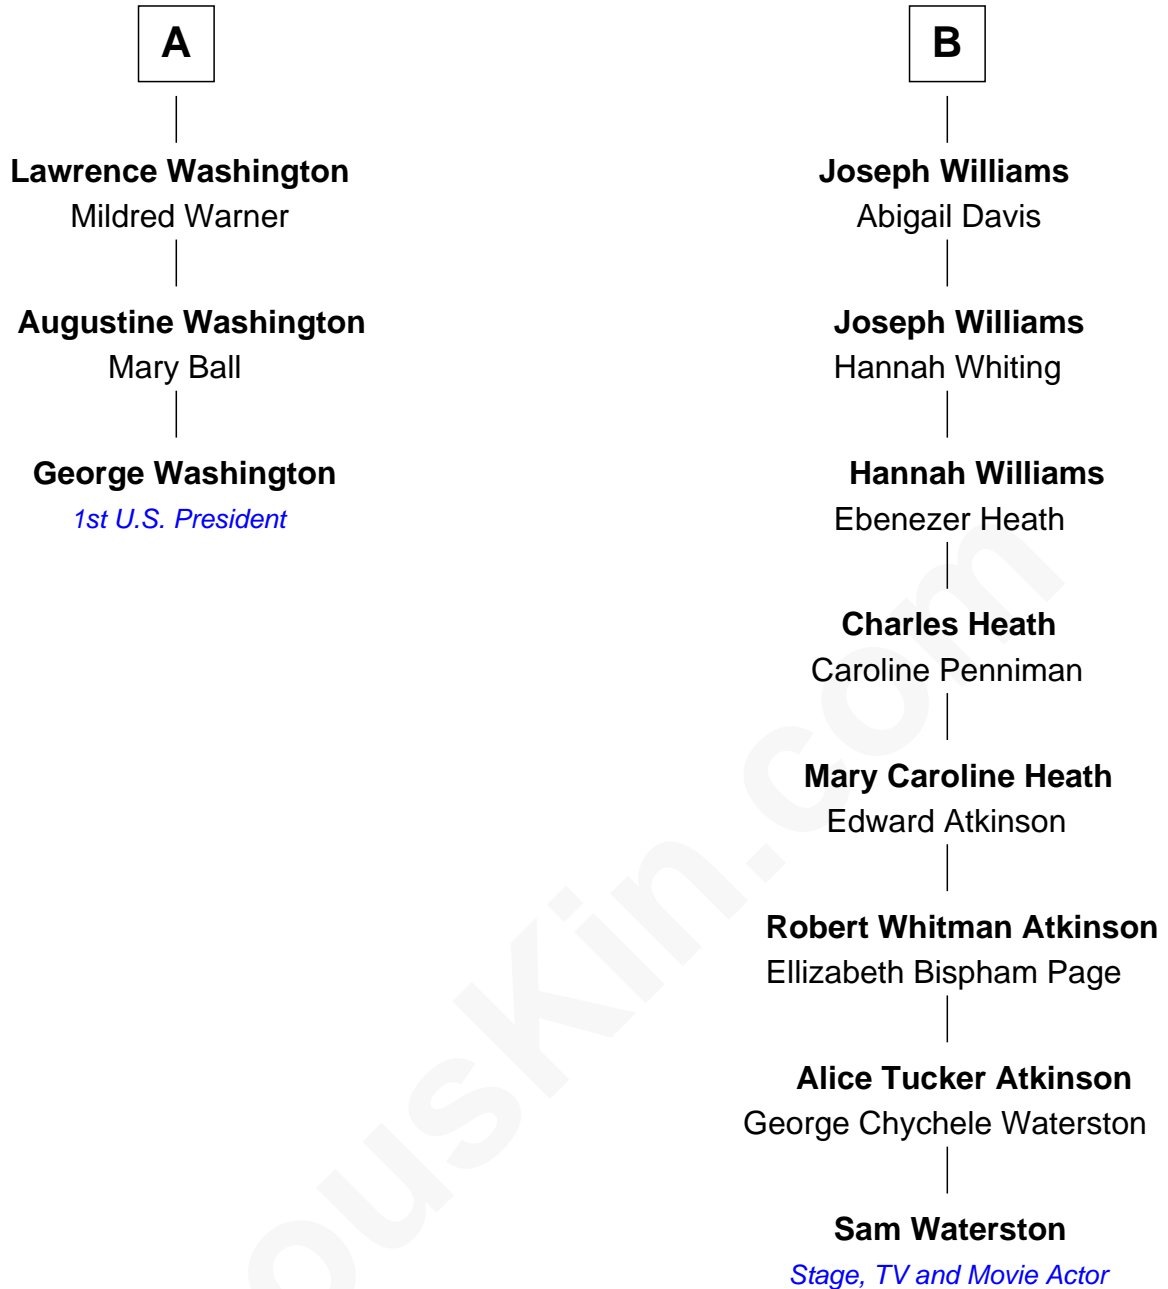 A
Lawrence Washington
Mildred Warner
Augustine Washington
Mary Ball
George Washington
1st U.S. President
B
Joseph Williams
Abigail Davis
Joseph Williams
Hannah Whiting
Hannah Williams
Ebenezer Heath
Charles Heath
Caroline Penniman
Mary Caroline Heath
Edward Atkinson
Robert Whitman Atkinson
Ellizabeth Bispham Page
Alice Tucker Atkinson
George Chychele Waterston
Sam Waterston
Stage, TV and Movie Actor
ousKin.com